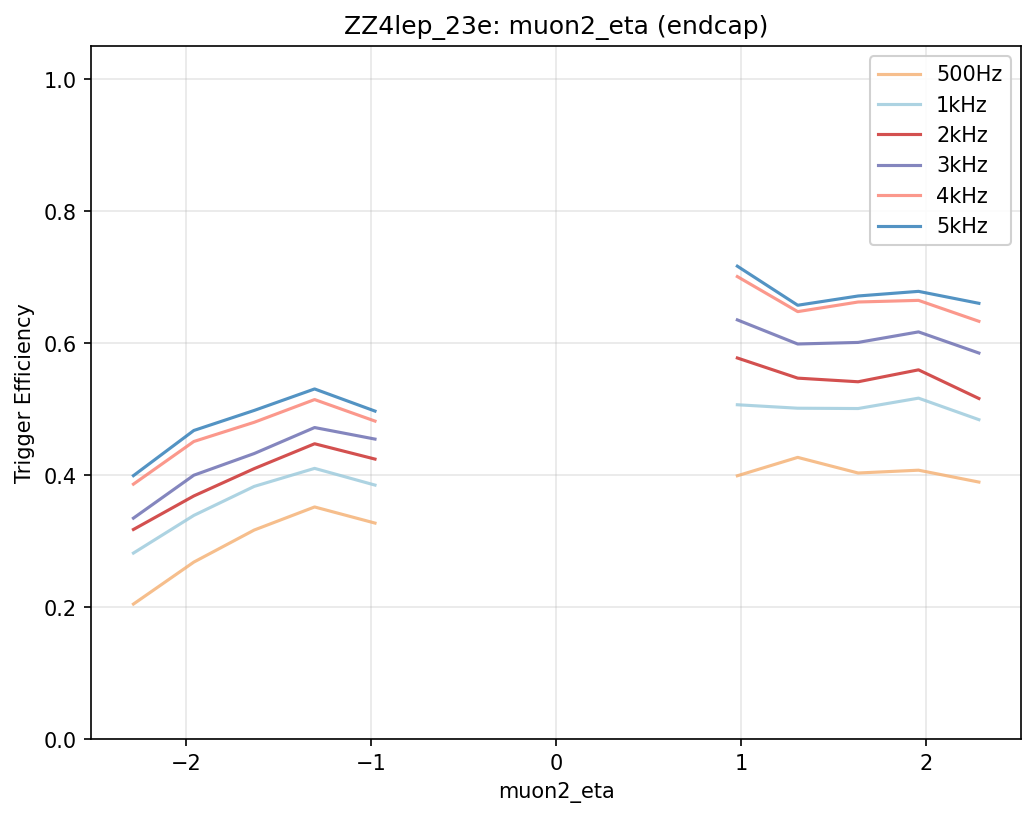 ZZ4lep_23e: muon2_eta (endcap)
Trigger Efficiency
1.0
0.8
0.6
0.4
0.2
0.0
500Hz
1kHz
2kHz
3kHz
4kHz
5kHz
−2
−1
0
1
2
muon2_eta